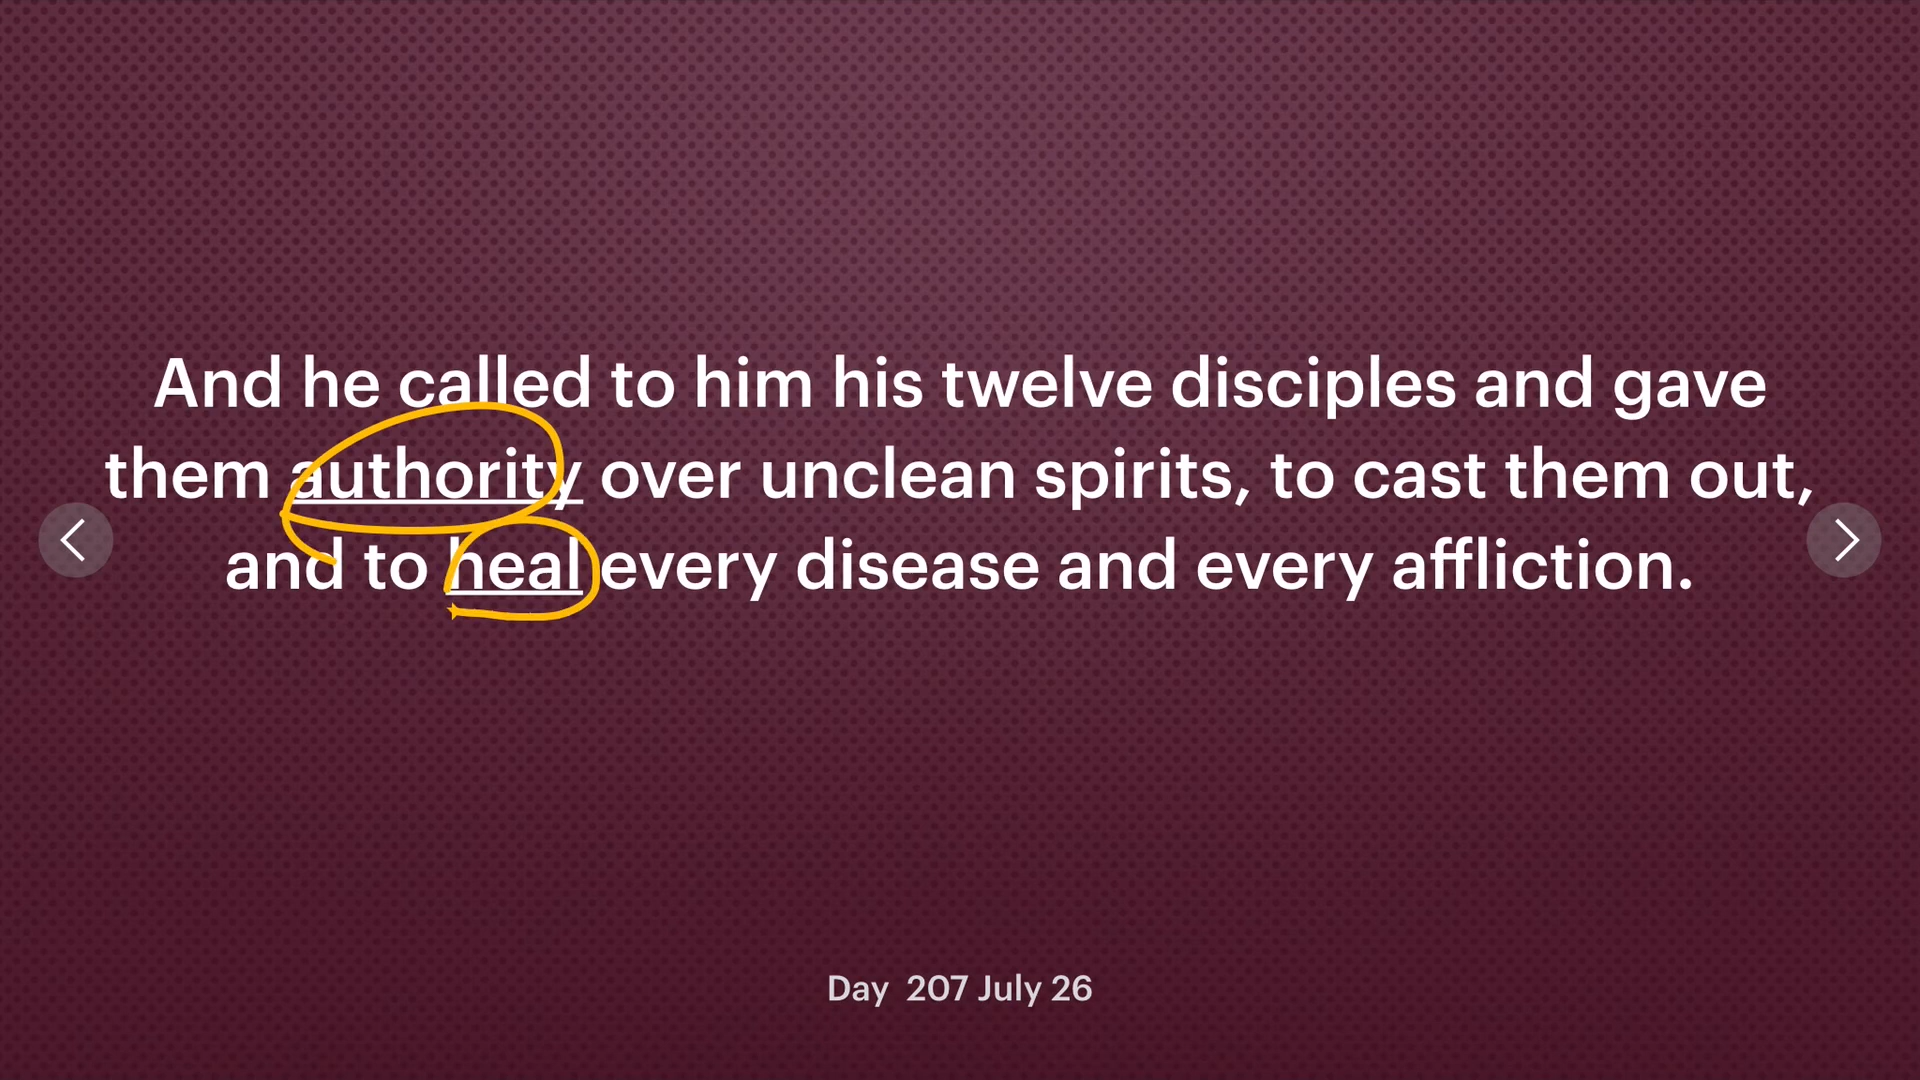 And he called to him his twelve disciples and gave
them authority over unclean spirits, to cast them out,
and to heal every disease and every affliction.
Day 207 July 26